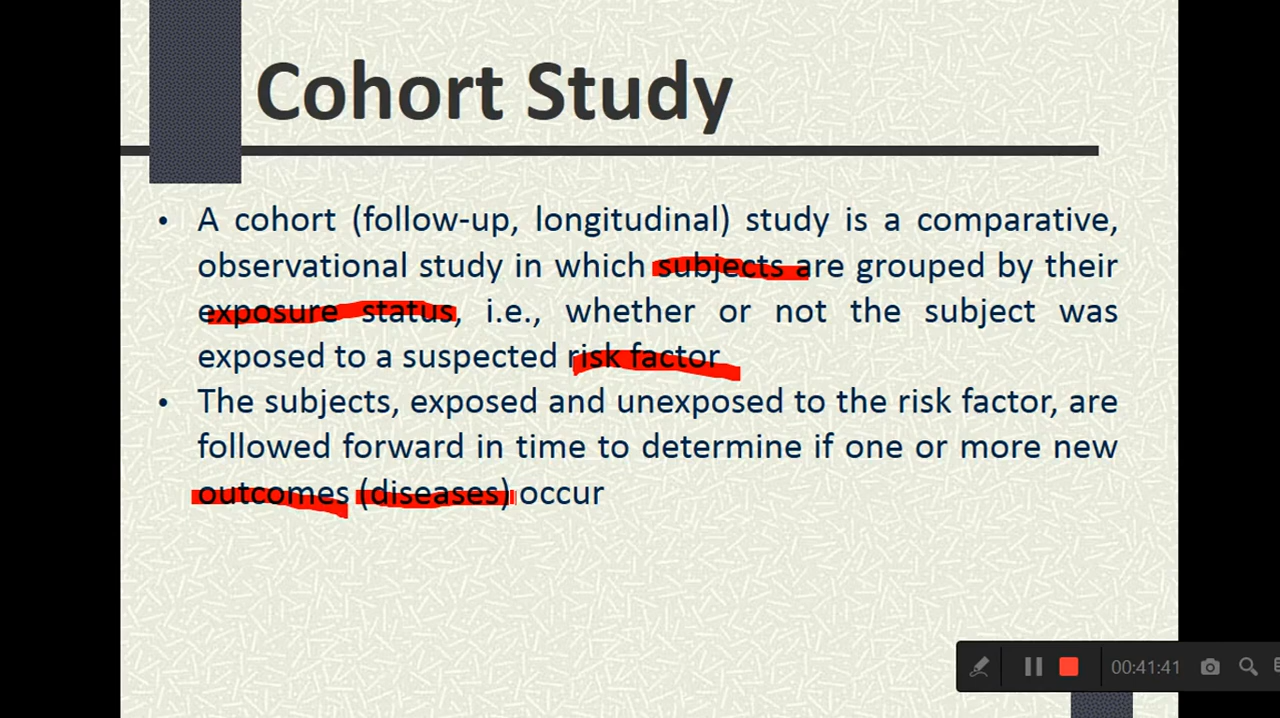 Cohort Study
• A cohort (follow-up, longitudinal) study is a comparative,
observational study in which subjects are grouped by their
exposure status, i.e., whether or not the subject was
exposed to a suspected risk factor
• The subjects, exposed and unexposed to the risk factor, are
followed forward in time to determine if one or more new
outcomes (diseases) occur
00:41:41